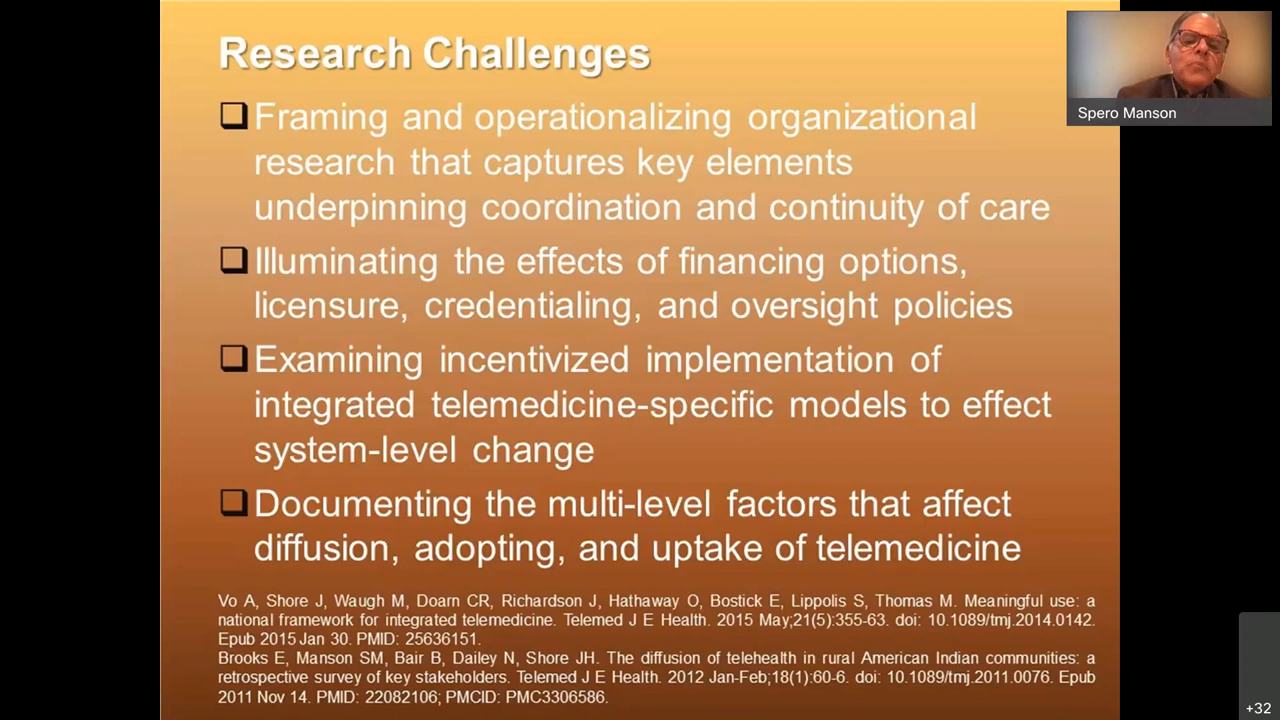 Research Challenges
Framing and operationalizing organizational
research that captures key elements
underpinning coordination and continuity of care
Illuminating the effects of financing options,
licensure, credentialing, and oversight policies
Examining incentivized implementation of
integrated telemedicine-specific models to effect
system-level change
Documenting the multi-level factors that affect
diffusion, adopting, and uptake of telemedicine
Vo A, Shore J, Waugh M, Doarn CR, Richardson J, Hathaway O, Bostick E, Lippolis S, Thomas M. Meaningful use: a
national framework for integrated telemedicine. Telemed J E Health. 2015 May;21(5):355-63. doi: 10.1089/tmj.2014.0142.
Epub 2015 Jan 30. PMID: 25636151.
Brooks E, Manson SM, Bair B, Dailey N, Shore JH. The diffusion of telehealth in rural American Indian communities: a
retrospective survey of key stakeholders. Telemed J E Health. 2012 Jan-Feb;18(1):60-6. doi: 10.1089/tmj.2011.0076. Epub
2011 Nov 14. PMID: 22082106; PMCID: PMC3306586.
Spero Manson
+32